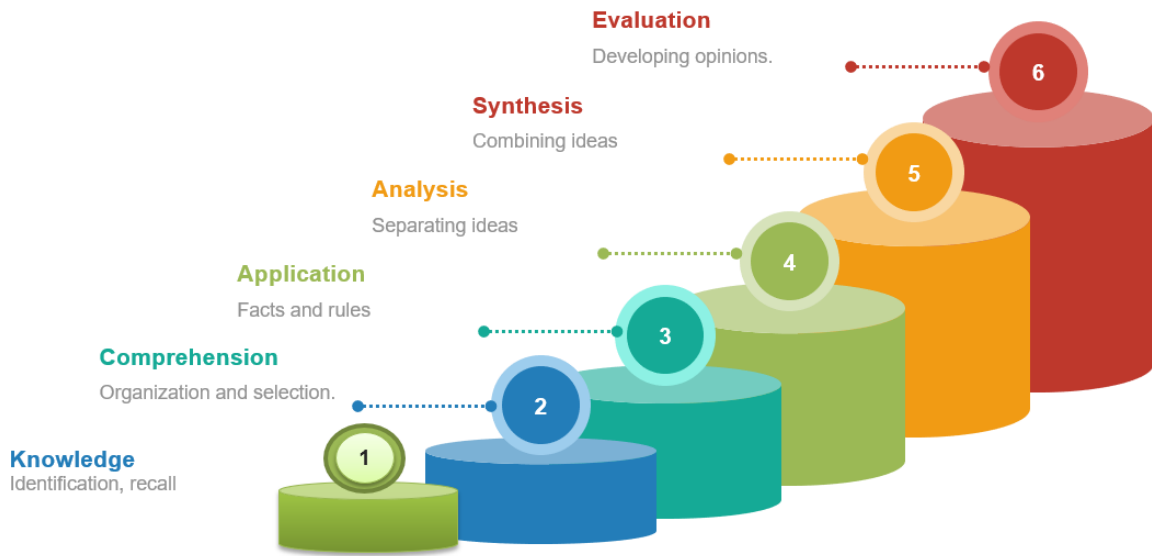 Evaluation
Developing opinions.
6
Synthesis
Combining ideas
5
Analysis
Separating ideas
4
Application
Facts and rules
3
Comprehension
Organization and selection.
2
Knowledge
Identification, recall
1